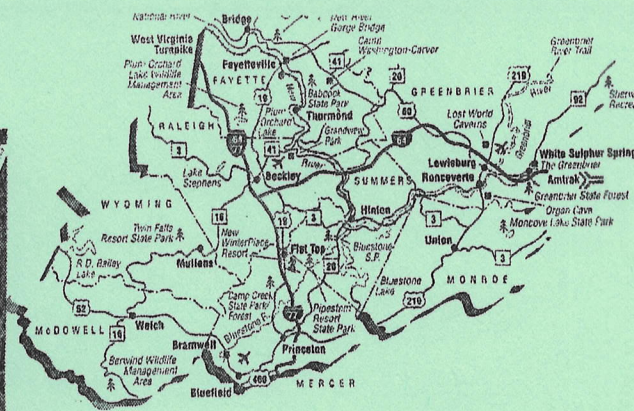 National River
Bridge
New River
Gorge Bridge
Camp
Washington-Carver
Greenbrier
River Trail
West Virginia
Turnpike
Fayetteville
41
219
Plum Orchard
Lake Wildlife
Management
Area
FAYETTE
Babcock
State Park
20
GREENBRIER
River
92
19
60
Lost World
Caverns
Plum
Orchard
Lake
Thurmond
Grandview
Park
RALEIGH
64
64
Greenbrier
3
41
River
Lewisburg
White Sulphur Spring
The Greenbrier
Lake
Stephens
Beckley
SUMMERS
Ronceverte
Amtrak
Greenbrier State Forest
WYOMING
16
19
3
Hinton
3
Organ Cave
Moncove Lake State Park
Twin Falls
Resort State Park
New
WinterPlace
Resort
Flat Top
Bluestone
S.P.
Union
3
R.D. Bailey
Lake
Mullens
20
Bluestone
Lake
MONROE
52
Camp Creek
State Park/
Forest
77
Pipestem
Resort
State Park
219
McDOWELL
16
Welch
Bramwell
Princeton
Berwind Wildlife
Management
Area
Bluefield
460
MERCER